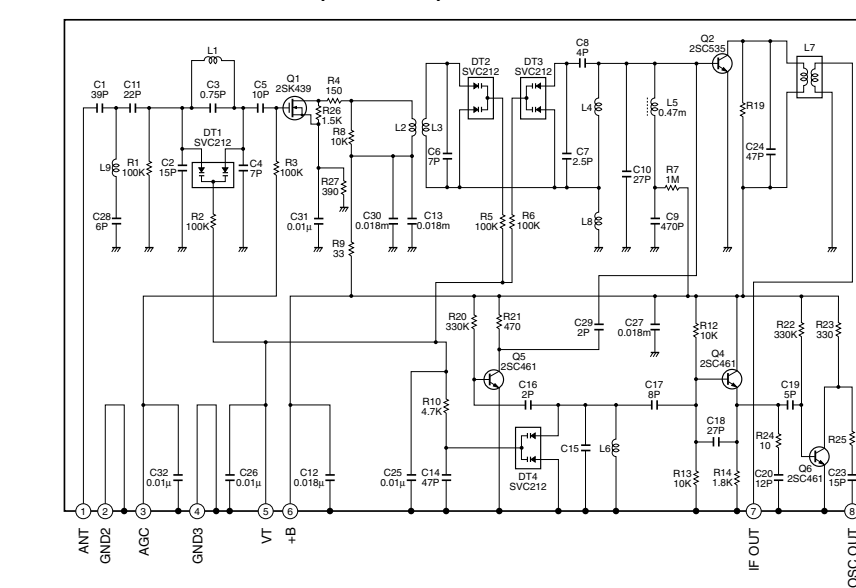 L1
C1
39P
C11
22P
C3
0.75P
C5
10P
Q1
2SK439
R4
150
R26
1.5K
R8
10K
L2
L3
DT2
SVC212
DT3
SVC212
C8
4P
Q2
2SC535
L7
L4
L5
0.47m
R19
DT1
SVC212
L9
R1
100K
C2
15P
C4
7P
R3
100K
C6
7P
C7
2.5P
C10
27P
R7
1M
C24
47P
R27
390
C28
6P
R2
100K
C31
0.01µ
C30
0.018m
C13
0.018m
R5
100K
R6
100K
L8
C9
470P
R9
33
R20
330K
R21
470
C29
2P
C27
0.018m
R12
10K
R22
330K
R23
330
Q5
2SC461
Q4
2SC461
C16
2P
C17
8P
C19
5P
R10
4.7K
C18
27P
R24
10
R25
C15
L6
Q6
2SC461
C32
0.01µ
C26
0.01µ
C12
0.018µ
C25
0.01µ
C14
47P
DT4
SVC212
R13
10K
R14
1.8K
C20
12P
C23
15P
1
2
3
4
5
6
7
8
ANT
GND2
AGC
GND3
VT
+B
IF OUT
OSC OUT